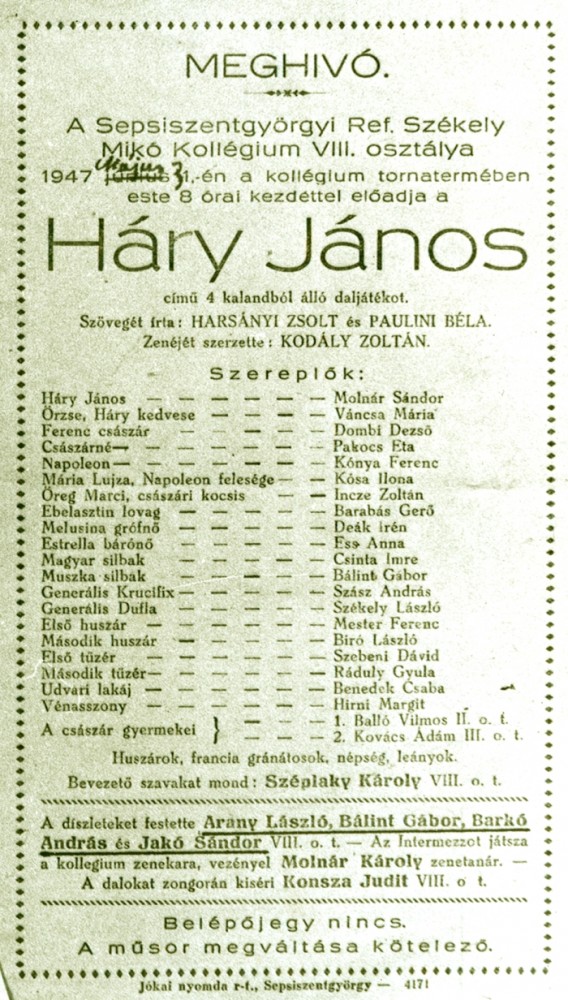 MEGHIVÓ.
A Sepsiszentgyörgyi Ref. Székely
Mikó Kollégium VIII. osztálya
1947 május 31.-én a kollégium tornatermében
este 8 órai kezdéttel előadja a
Háry János
című 4 kalandból álló daljátékot.
Szövegét írta: HARSÁNYI ZSOLT és PAULINI BÉLA.
Zenéjét szerzette: KODÁLY ZOLTÁN.
Szereplők:
Háry János — — — — — — Molnár Sándor
Örzse, Háry kedvese — — — — Váncsa Mária
Ferenc császár — — — — — Dombi Dezső
Császárné — — — — — — Pakocs Eta
Napoleon — — — — — — Kónya Ferenc
Mária Lujza, Napoleon felesége — — Kósa Ilona
Öreg Marci, császári kocsis — — Incze Zoltán
Ebelasztin lovag — — — — — Barabás Gerő
Melusina grófnő — — — — — Deák Irén
Estrella bárónő — — — — — Ess Anna
Magyar silbak — — — — — Csinta Imre
Muszka silbak — — — — — Bálint Gábor
Generális Krucifix — — — — — Szász András
Generális Dufla — — — — — Székely László
Első huszár — — — — — — Mester Ferenc
Második huszár — — — — — Biró László
Első tüzér — — — — — — Szebeni Dávid
Második tüzér — — — — — Ráduly Gyula
Udvari lakáj — — — — — — Benedek Csaba
Vénasszony — — — — — — Hirni Margit
A császár gyermekei } — — — 1. Balló Vilmos II. o. t.
— — — 2. Kovács Ádám III. o. t.
Huszárok, francia gránátosok, népség, leányok.
Bevezető szavakat mond: Széplaky Károly VIII. o. t.
A díszleteket festette Arany László, Bálint Gábor, Barkó
András és Jakó Sándor VIII. o. t. — Az Intermezzot játsza
a kollegium zenekara, vezényel Molnár Károly zenetanár. —
A dalokat zongorán kiséri Konsza Judit VIII. o t.
Belépőjegy nincs.
A műsor megváltása kötelező.
Jókai nyomda r-t., Sepsiszentgyörgy — 4171